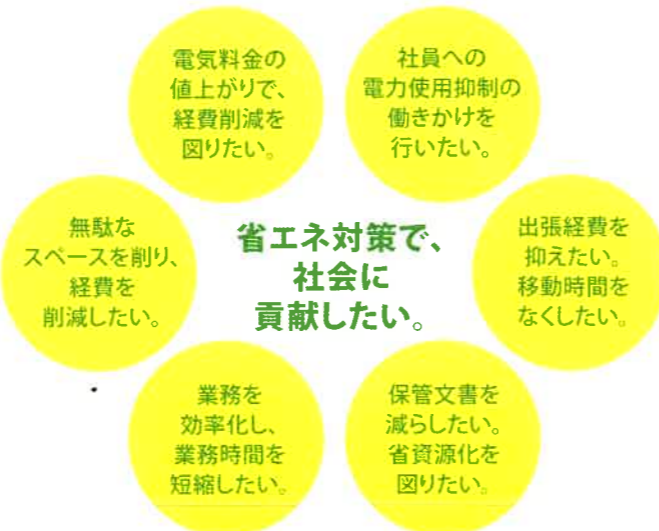 電気料金の
値上がりで、
経費削減を
図りたい。
社員への
電力使用抑制の
働きかけを
行いたい。
無駄な
スペースを削り、
経費を
削減したい。
省エネ対策で、
社会に
貢献したい。
出張経費を
抑えたい。
移動時間を
なくしたい。
業務を
効率化し、
業務時間を
短縮したい。
保管文書を
減らしたい。
省資源化を
図りたい。